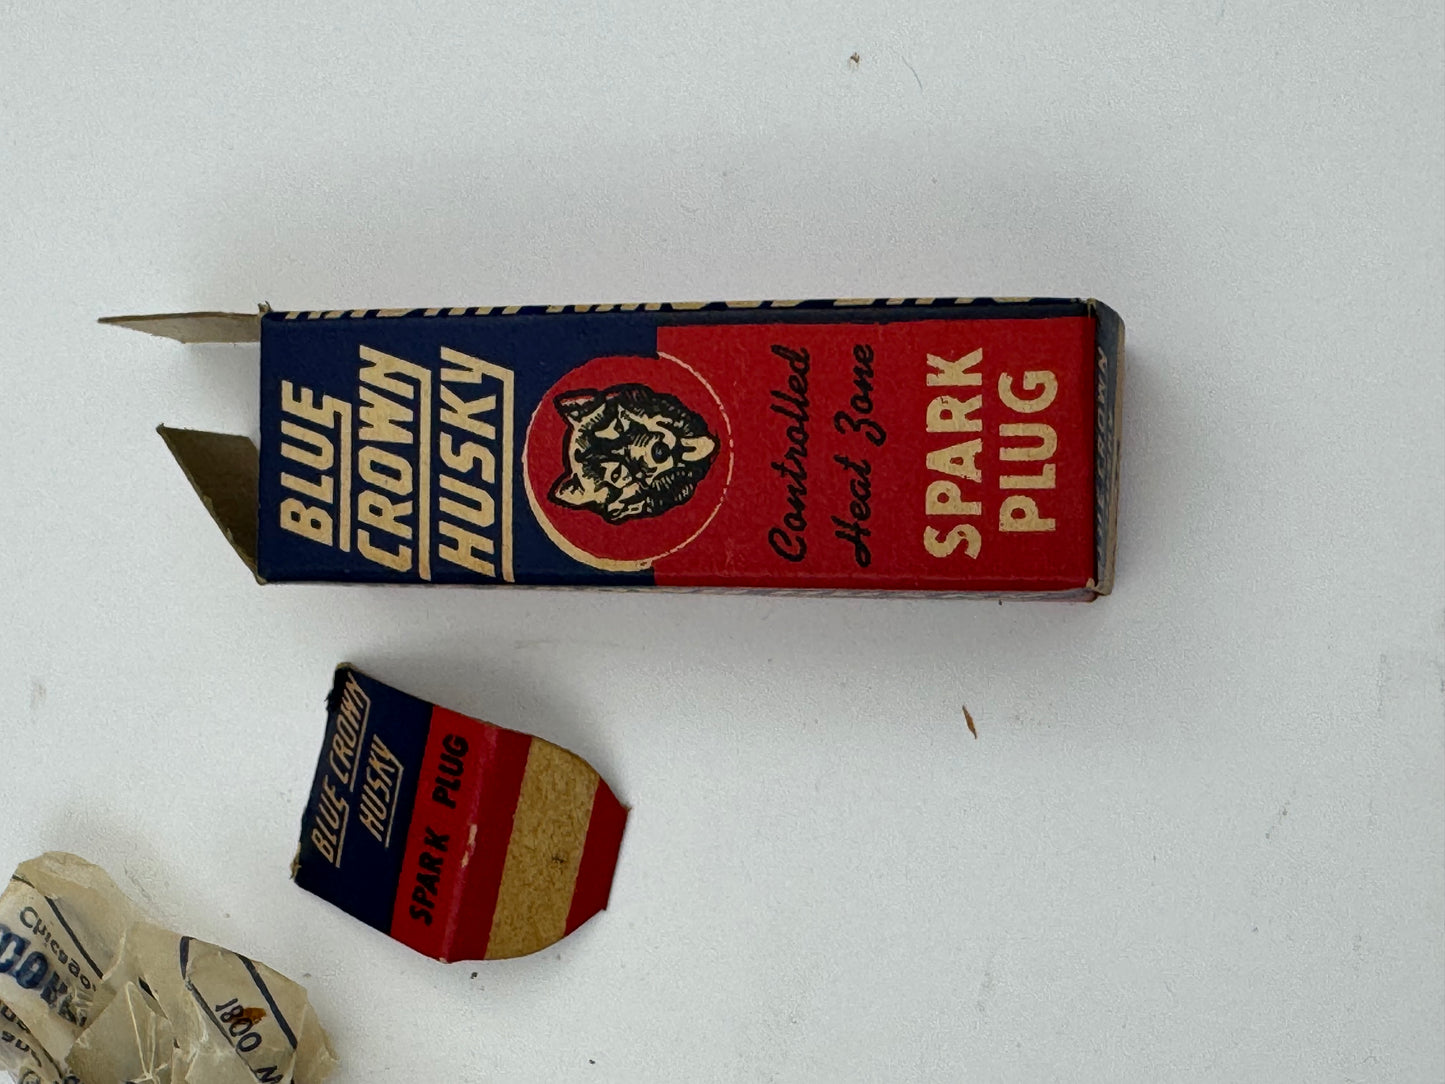 BLUE
CROWN
HUSKY
Controlled
Heat Zone
SPARK
PLUG
BLUE CROWN
HUSKY
SPARK PLUG
Chicago
1800